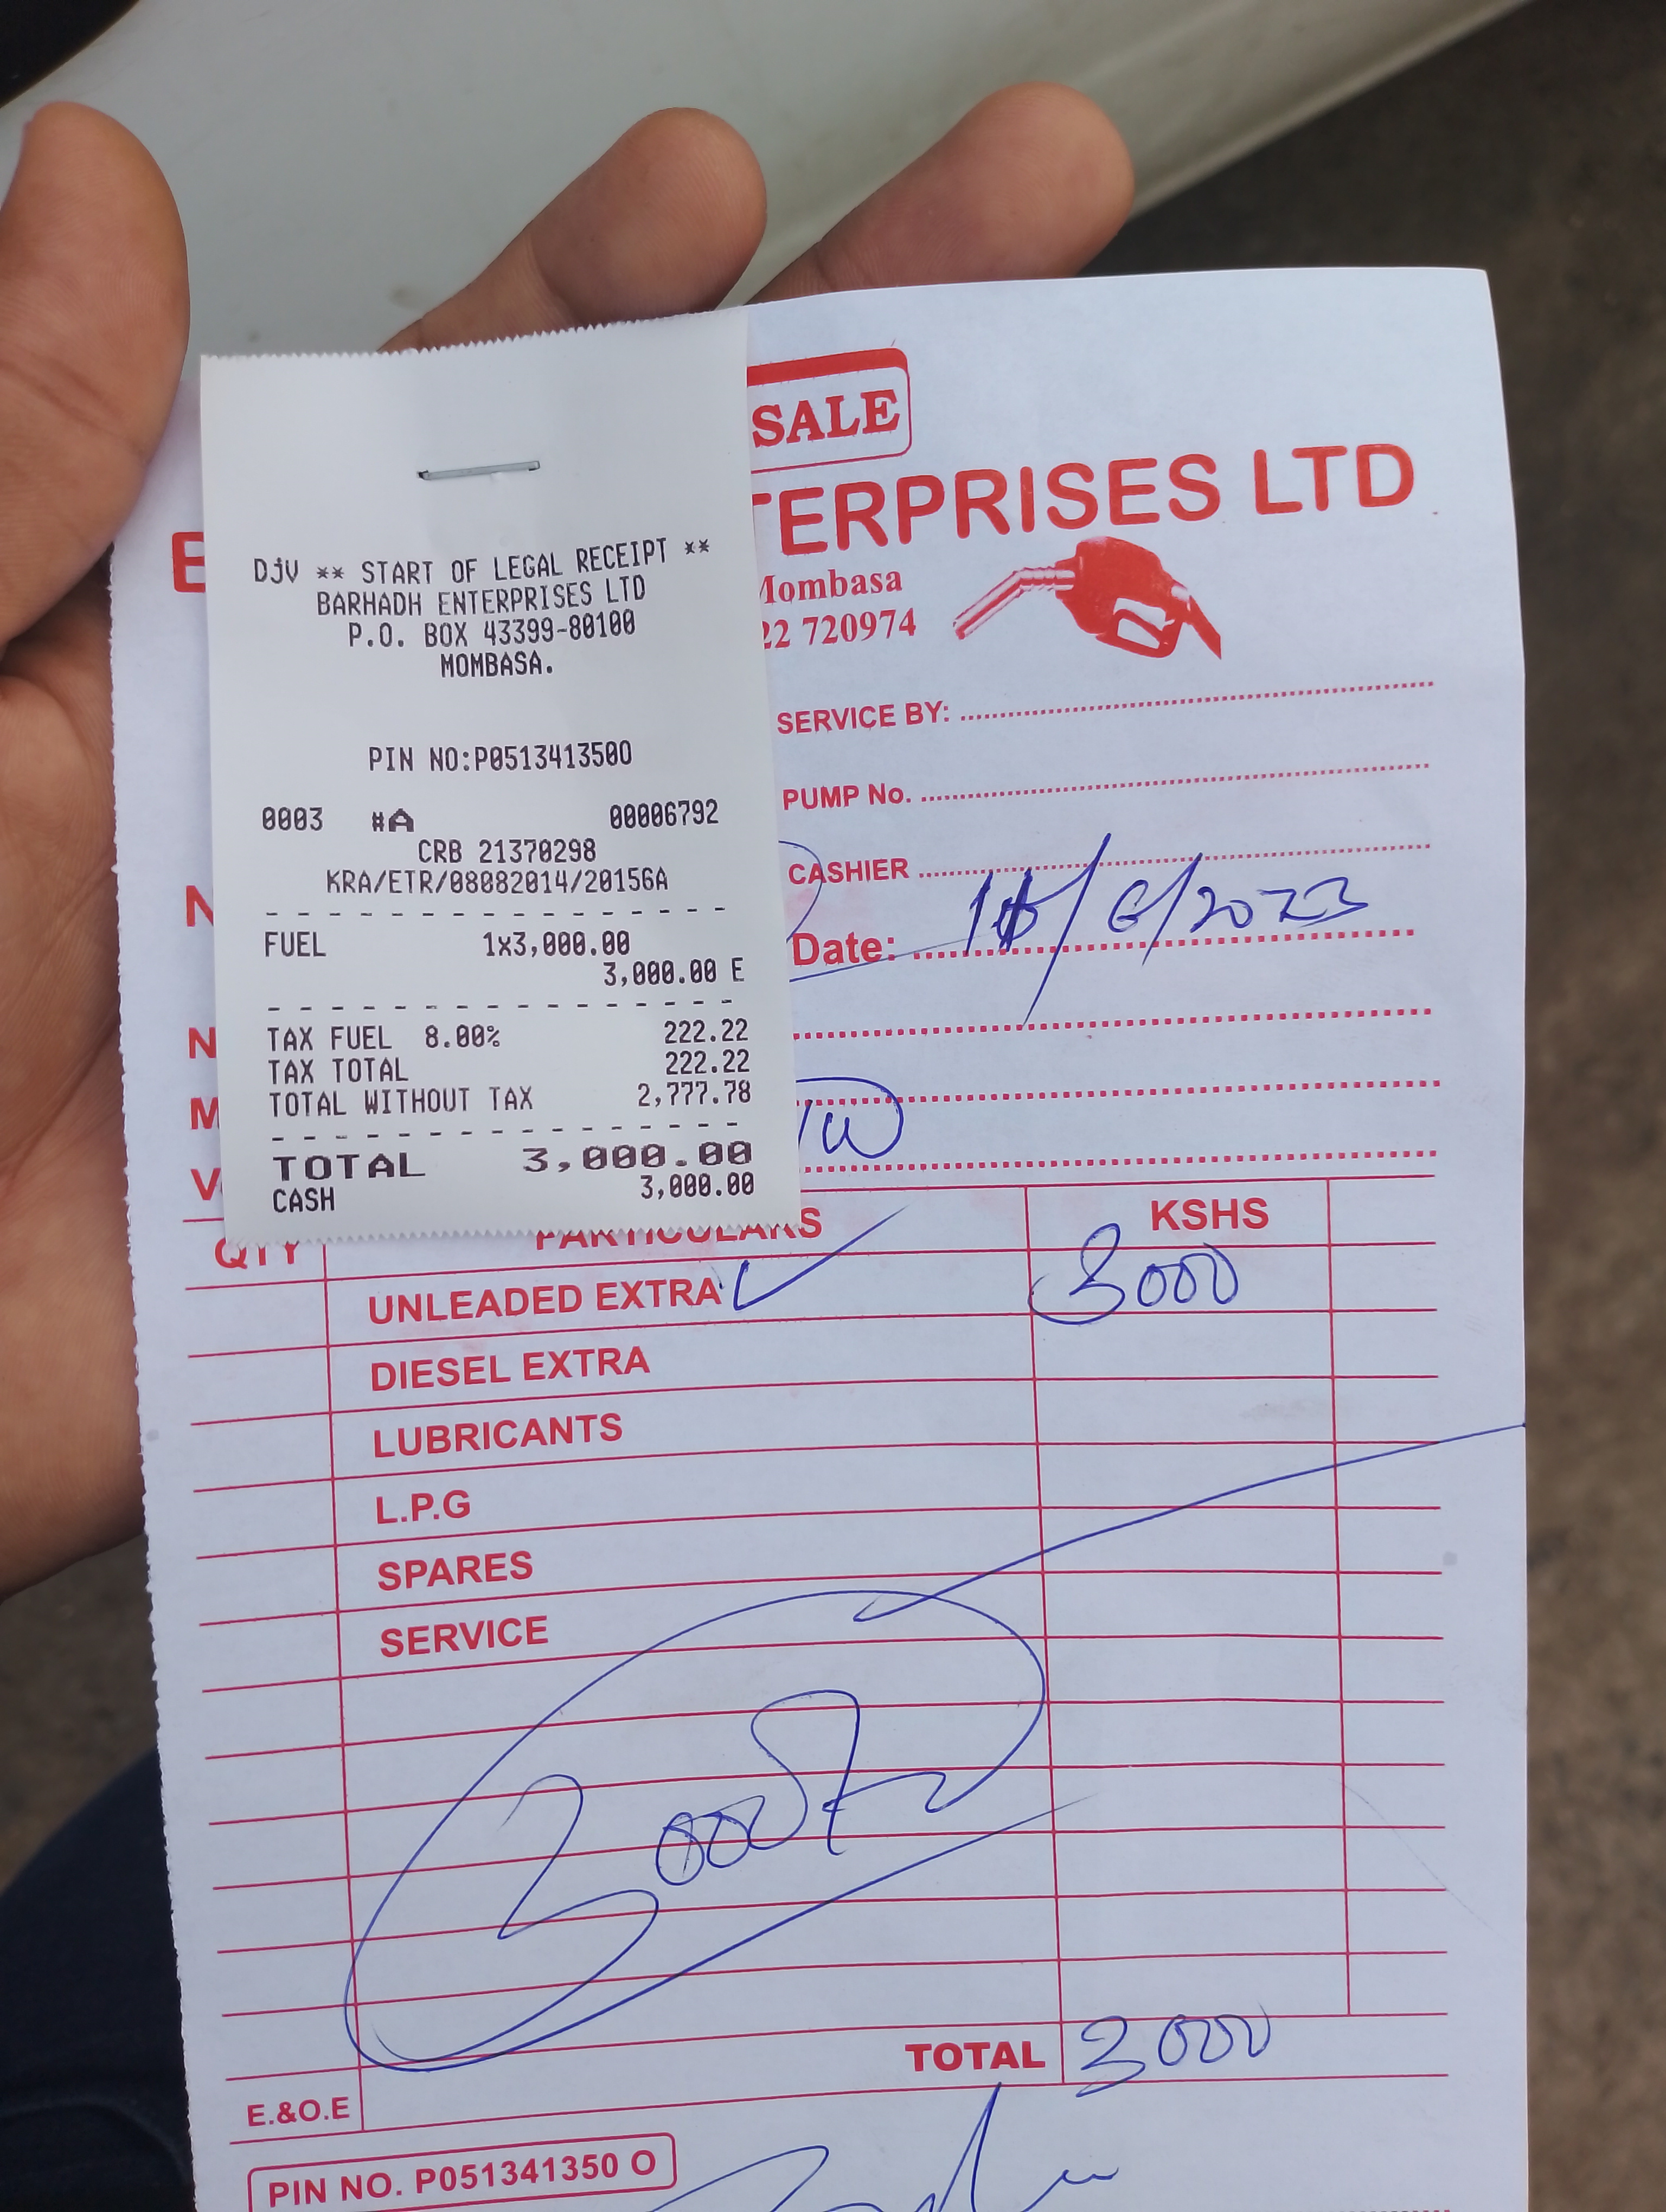 SALE
TERPRISES LTD
Mombasa
22 720974
DjV ** START OF LEGAL RECEIPT **
BARHADH ENTERPRISES LTD
P.O. BOX 43399-80100
MOMBASA.
PIN NO:P051341350O
0003 #A 00006792
CRB 21370298
KRA/ETR/08082014/20156A
FUEL 1x3,000.00
3,000.00 E
TAX FUEL 8.00% 222.22
TAX TOTAL 222.22
TOTAL WITHOUT TAX 2,777.78
TOTAL 3,000.00
CASH 3,000.00
SERVICE BY:
PUMP No.
CASHIER
Date: /6/2023
QTY PARTICULARS KSHS
UNLEADED EXTRA 3000
DIESEL EXTRA
LUBRICANTS
L.P.G
SPARES
SERVICE
TOTAL 3000
E.&O.E
PIN NO. P051341350 O